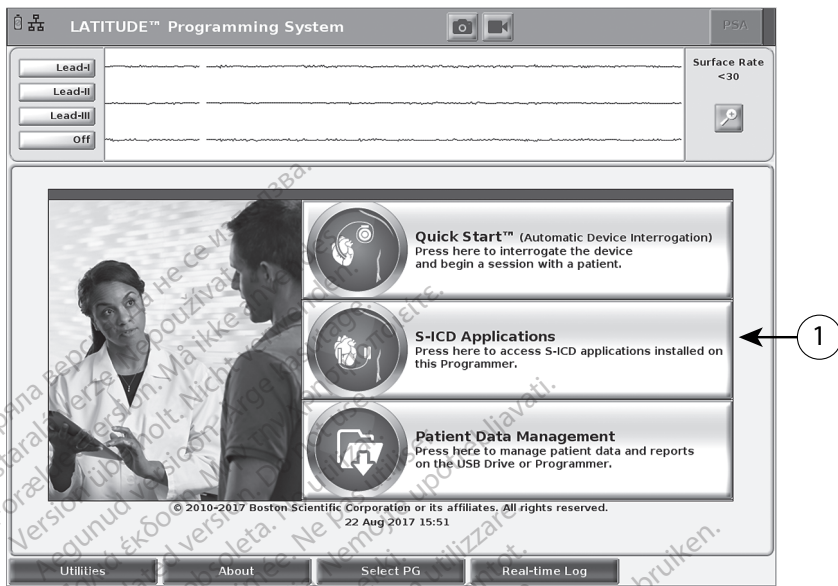 LATITUDE™ Programming System
PSA
Lead-I
Lead-II
Lead-III
Off
Surface Rate
<30
Quick Start™ (Automatic Device Interrogation)
Press here to interrogate the device
and begin a session with a patient.
S-ICD Applications
Press here to access S-ICD applications installed on
this Programmer.
1
Patient Data Management
Press here to manage patient data and reports
on the USB Drive or Programmer.
© 2010-2017 Boston Scientific Corporation or its affiliates. All rights reserved.
22 Aug 2017 15:51
Utilities
About
Select PG
Real-time Log